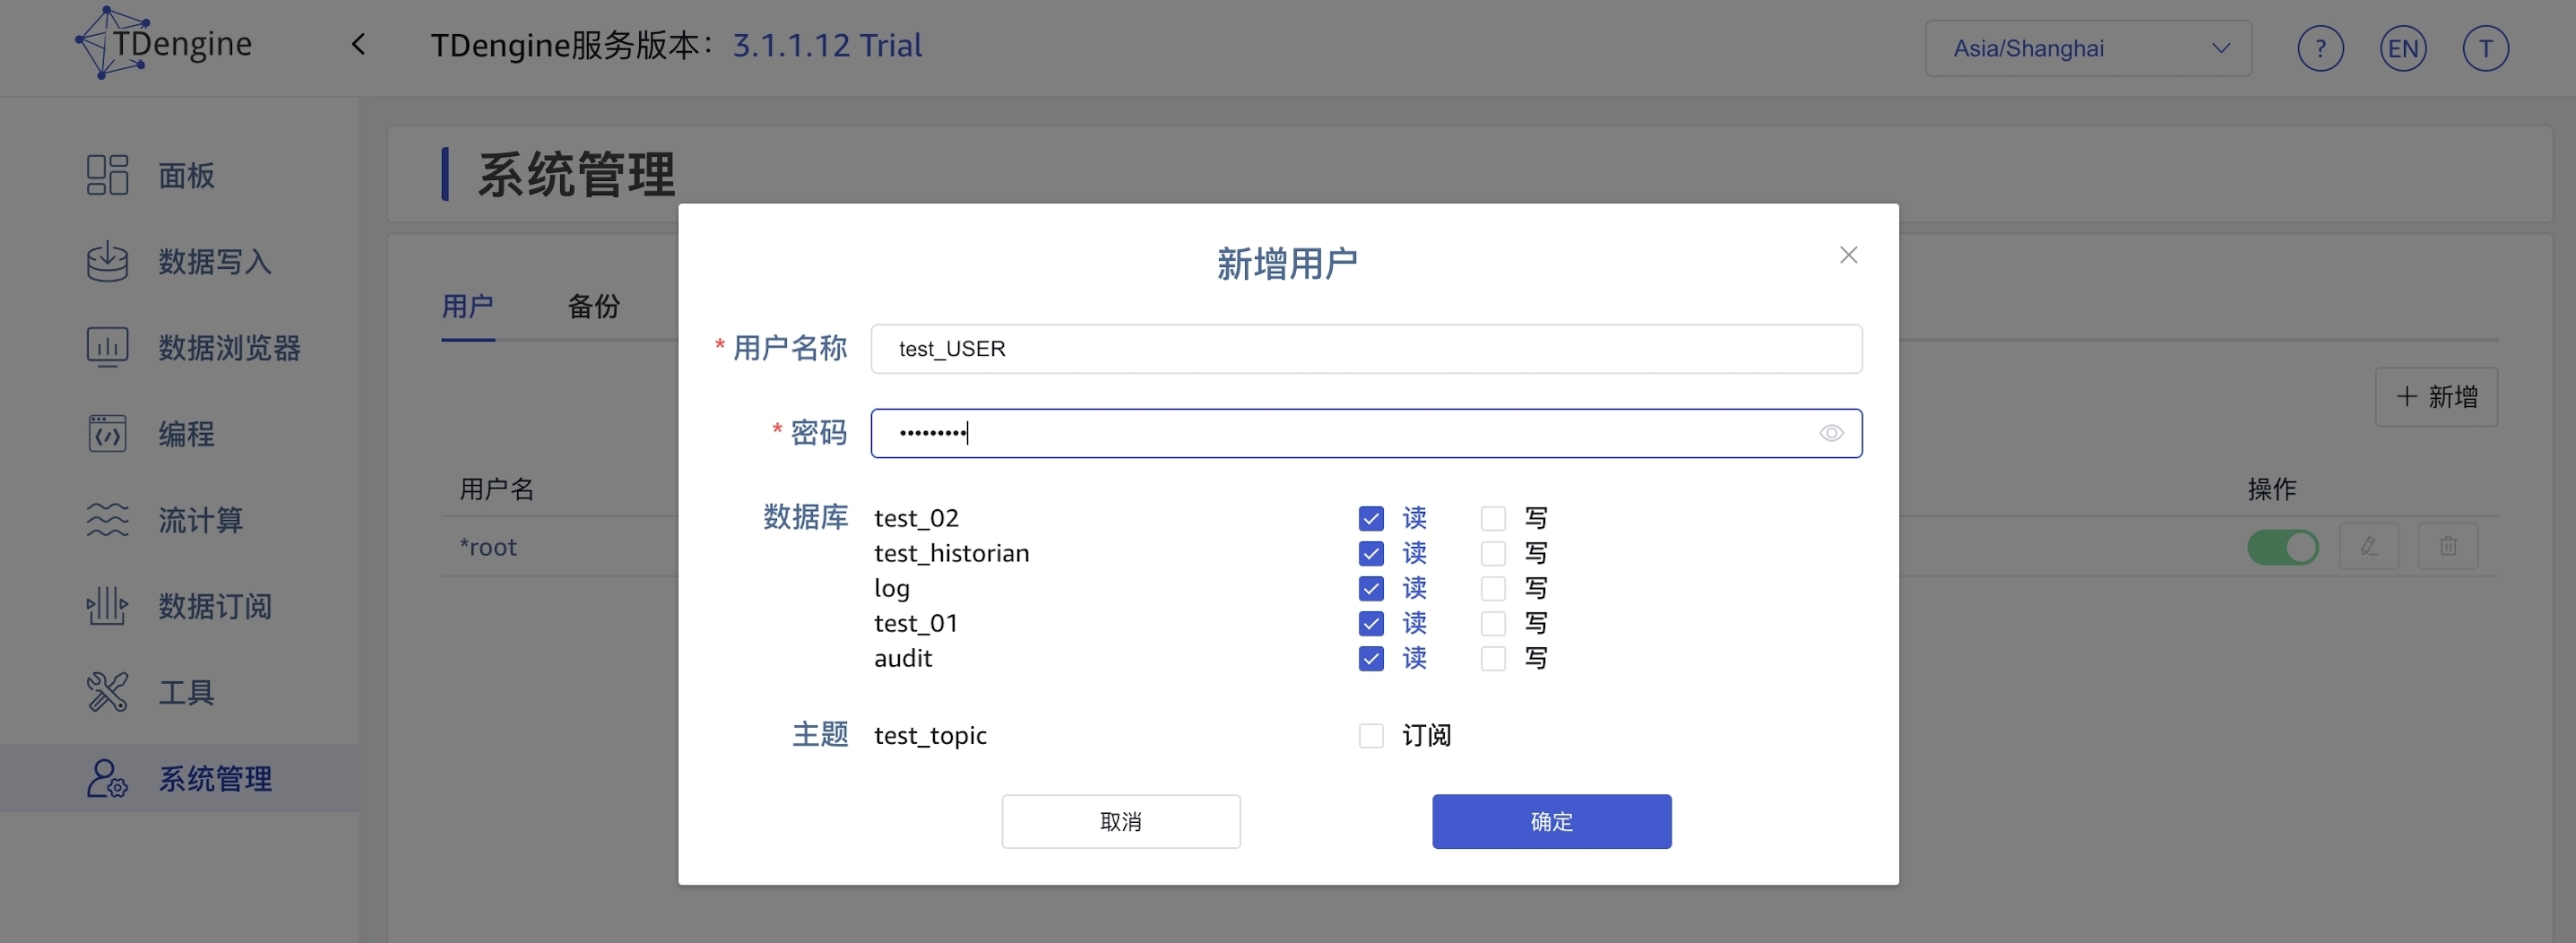 TDengine
TDengine服务版本： 3.1.1.12 Trial
Asia/Shanghai
?
EN
T
面板
数据写入
数据浏览器
编程
流计算
数据订阅
工具
系统管理
系统管理
用户 备份
+ 新增
用户名 操作
*root
新增用户
* 用户名称 test_USER
* 密码 •••••••••
数据库 test_02 读 写
test_historian 读 写
log 读 写
test_01 读 写
audit 读 写
主题 test_topic 订阅
取消 确定